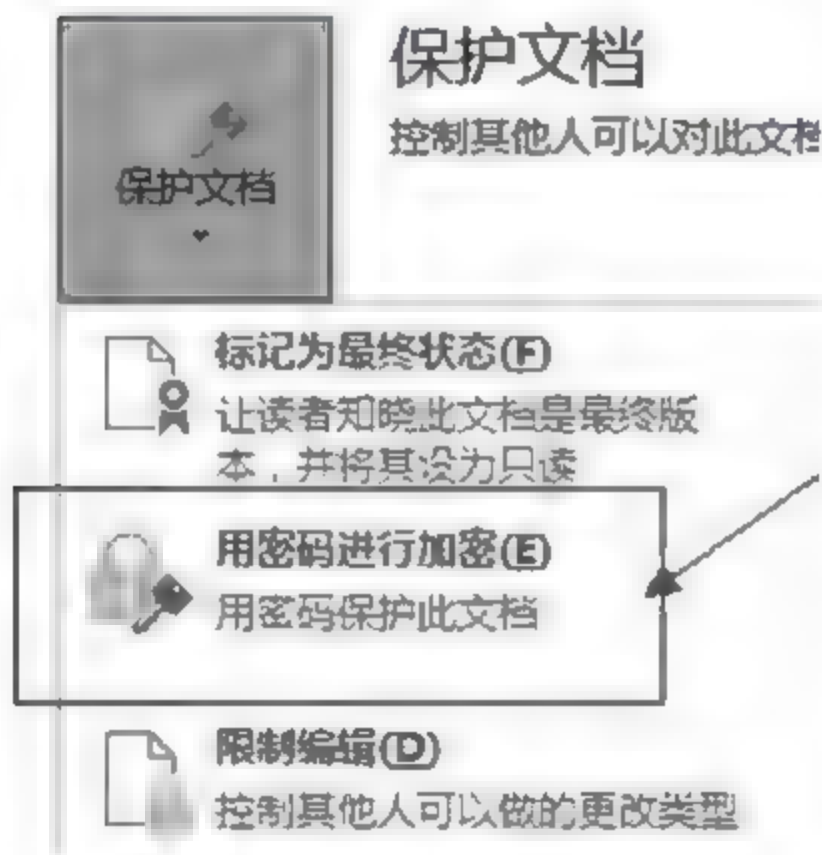 保护文档
控制其他人可以对此文档
保护文档
标记为最终状态(F)
让读者知晓此文档是最终版
本，并将其设为只读
用密码进行加密(E)
用密码保护此文档
限制编辑(D)
控制其他人可以做的更改类型